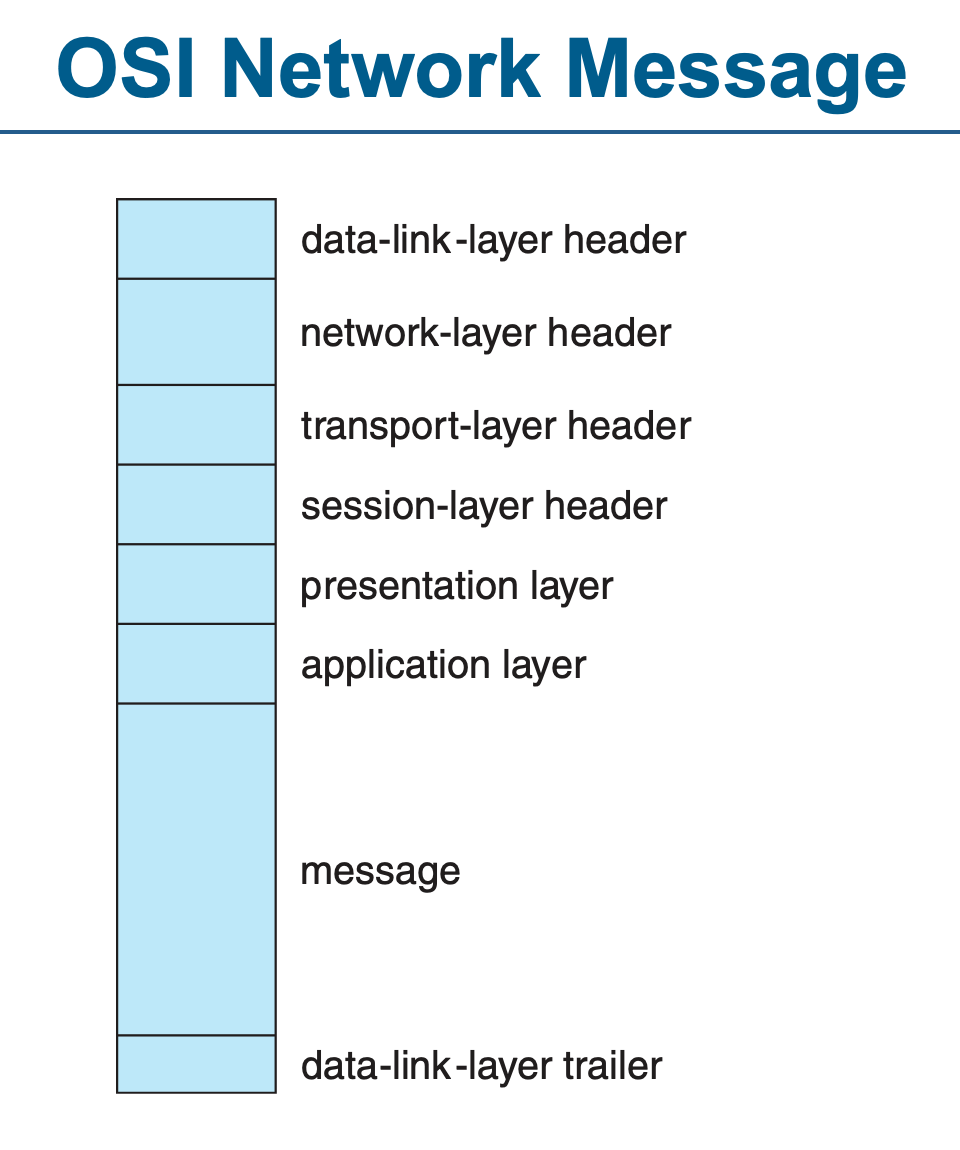 OSI Network Message
data-link-layer header
network-layer header
transport-layer header
session-layer header
presentation layer
application layer
message
data-link-layer trailer